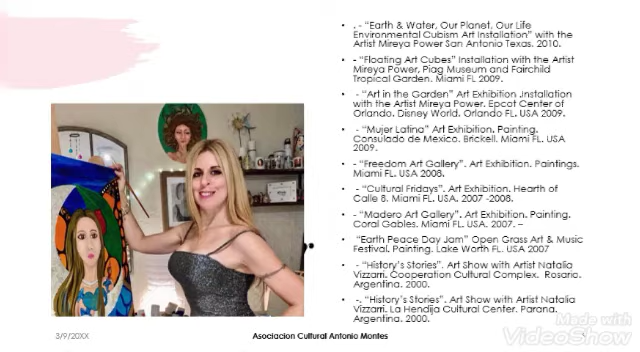 . - “Earth & Water, Our Planet, Our Life
Environmental Cubism Art Installation” with the
Artist Mireya Power San Antonio Texas. 2010.
- “Floating Art Cubes” Installation with the Artist
Mireya Power, Piag Museum and Fairchild
Tropical Garden. Miami FL 2009.
- “Art in the Garden” Art Exhibition .Installation
with the Artist Mireya Power. Epcot Center of
Orlando. Disney World. Orlando FL. USA 2009.
- “Mujer Latina” Art Exhibition. Painting.
Consulado de Mexico. Brickell. Miami FL. USA
2009.
- “Freedom Art Gallery”. Art Exhibition. Paintings.
Miami FL. USA 2008.
- “Cultural Fridays”. Art Exhibition. Hearth of
Calle 8. Miami FL. USA. 2007 -2008.
- “Madero Art Gallery”. Art Exhibition. Painting.
Coral Gables. Miami FL. USA. 2007. –
“Earth Peace Day Jam” Open Grass Art & Music
Festival. Painting. Lake Worth FL. USA 2007
- “History’s Stories”. Art Show with Artist Natalia
Vizzarri. Cooperation Cultural Complex. Rosario.
Argentina. 2000.
-. “History’s Stories”. Art Show with Artist Natalia
Vizzarri. La Hendija Cultural Center. Parana.
Argentina. 2000.
3/9/20XX
Asociacion Cultural Antonio Montes
Made with
VideoShow